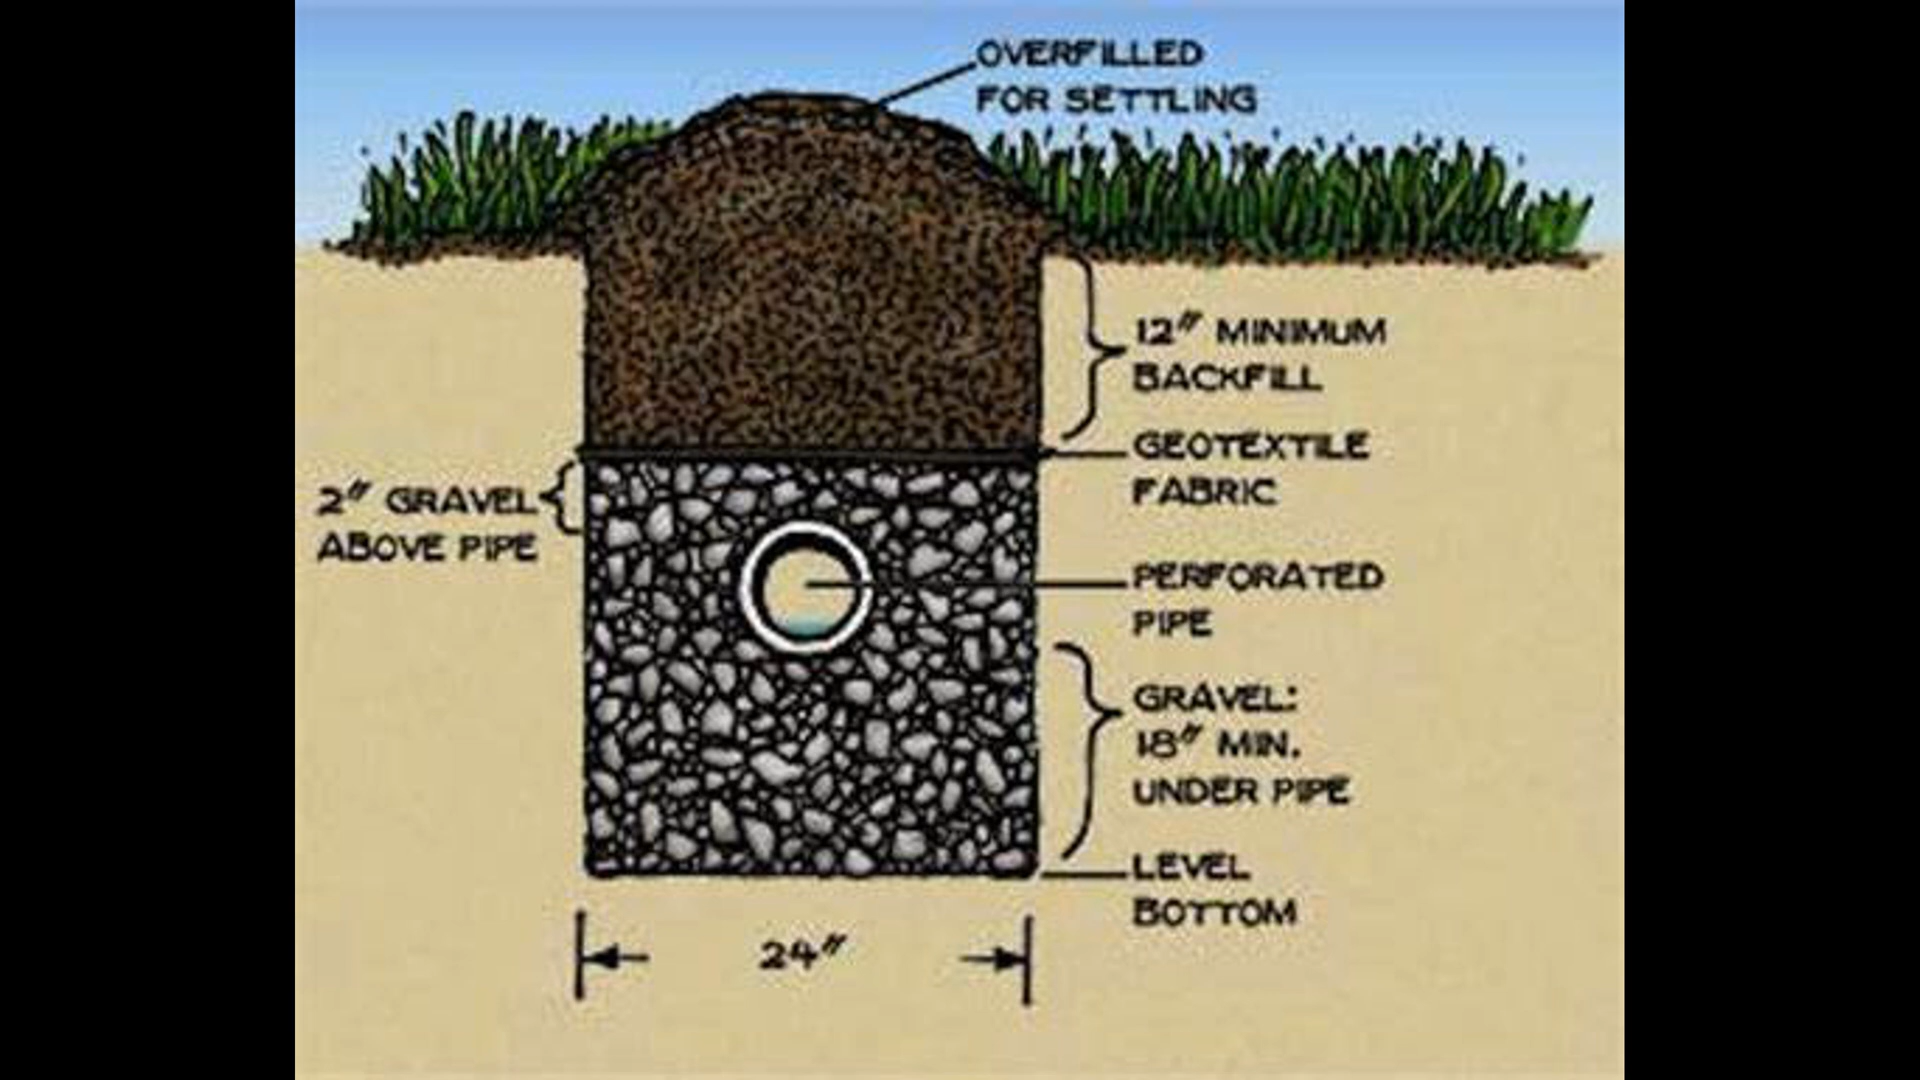 OVERFILLED
FOR SETTLING
12" MINIMUM
BACKFILL
GEOTEXTILE
FABRIC
2" GRAVEL
ABOVE PIPE
PERFORATED
PIPE
GRAVEL:
18" MIN.
UNDER PIPE
LEVEL
BOTTOM
24"